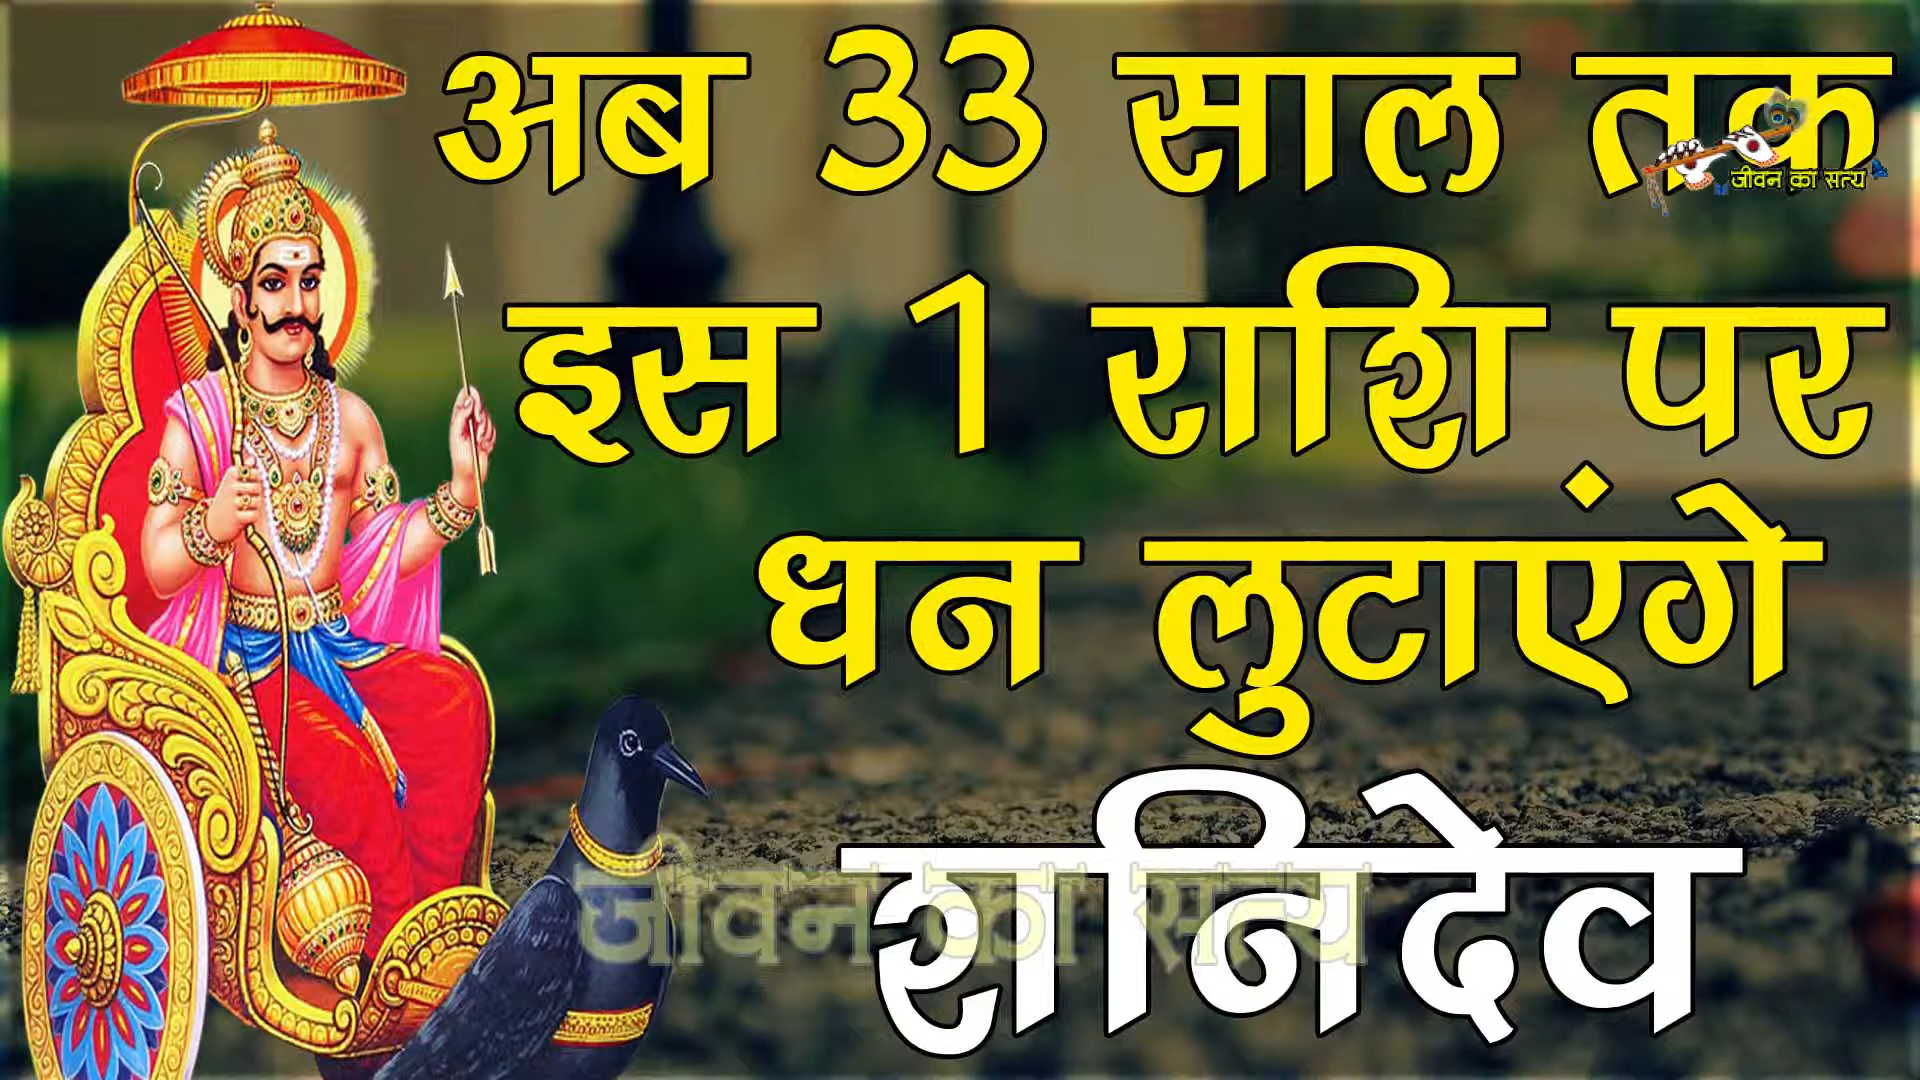 अब 33 साल तक
जीवन का सत्य
इस 1 राशि पर
धन लुटाएंगे
शनिदेव
जीवन का सत्य